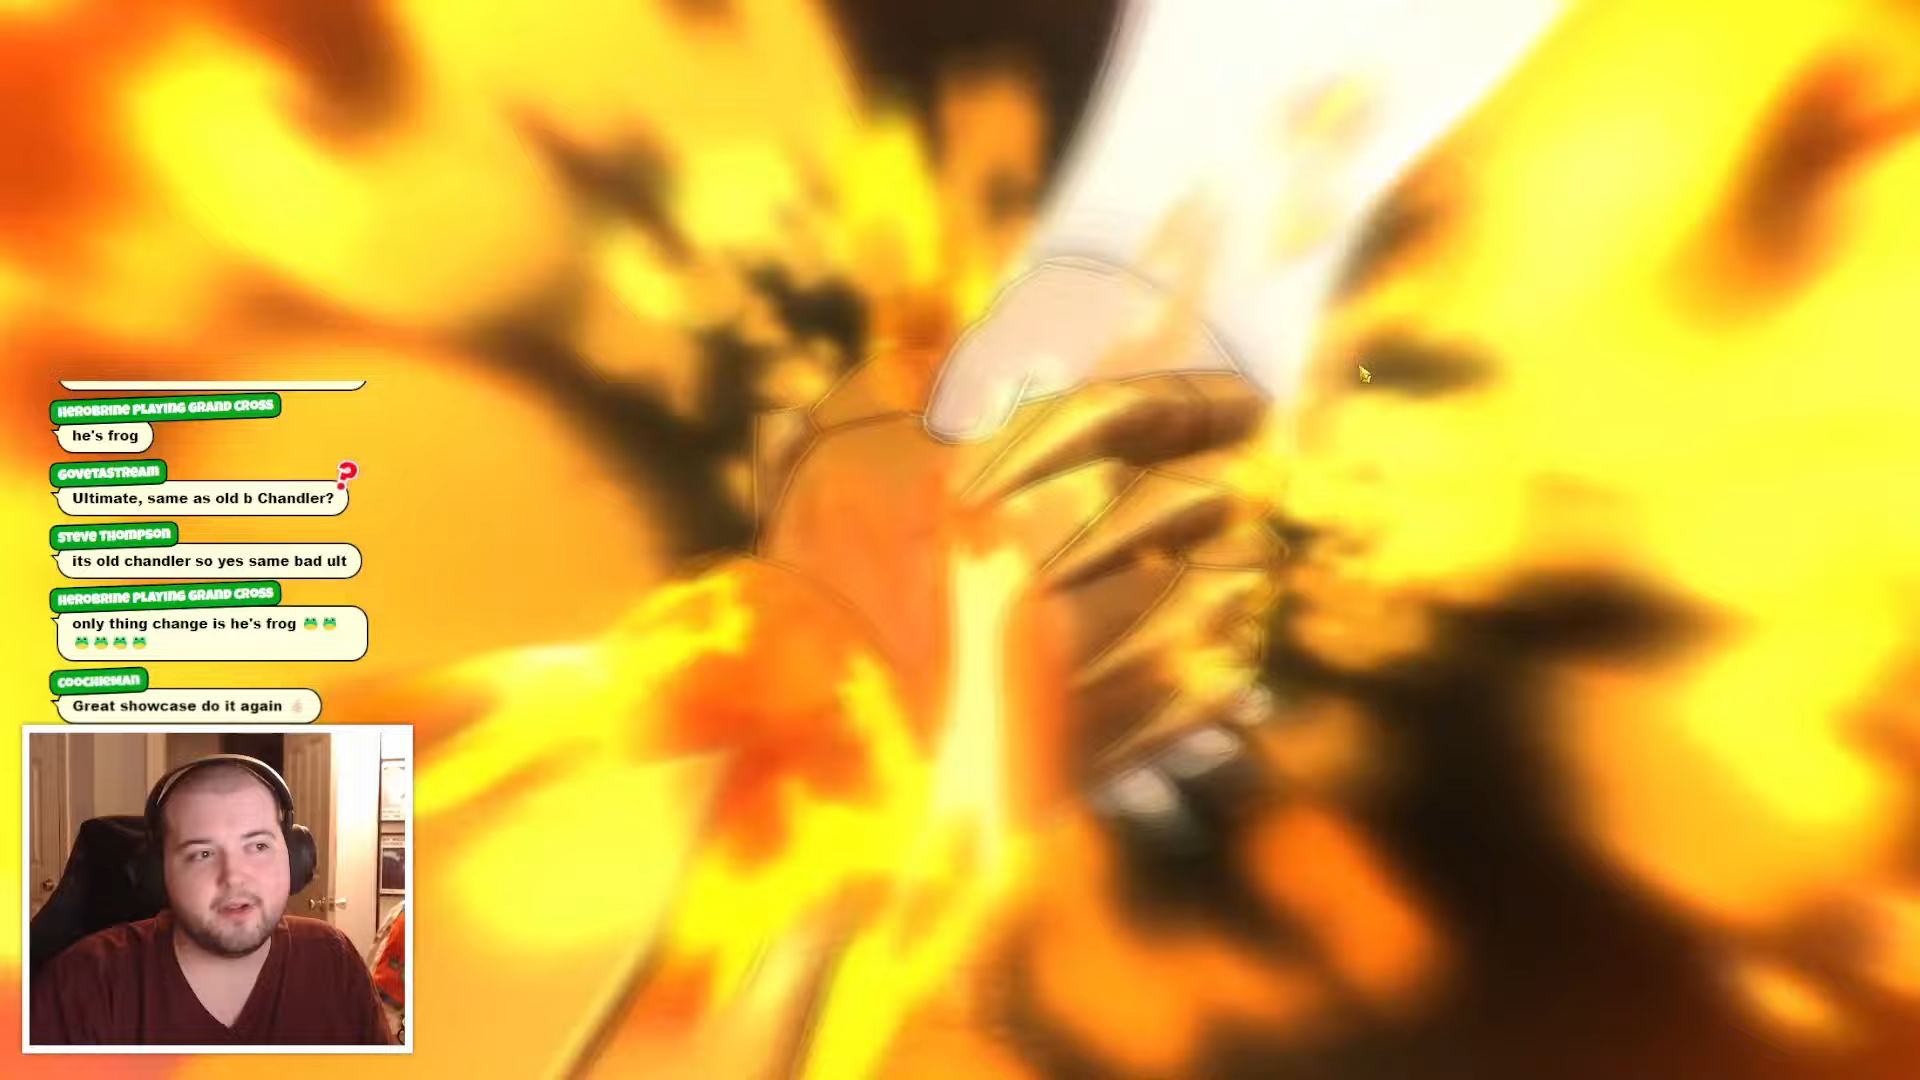 HEROBRINE PLAYING GRAND CROSS
he's frog
GOVETASTREAM
Ultimate, same as old b Chandler?
STEVE THOMPSON
its old chandler so yes same bad ult
HEROBRINE PLAYING GRAND CROSS
only thing change is he's frog 🐸🐸
🐸🐸🐸🐸
COOCHIEMAN
Great showcase do it again